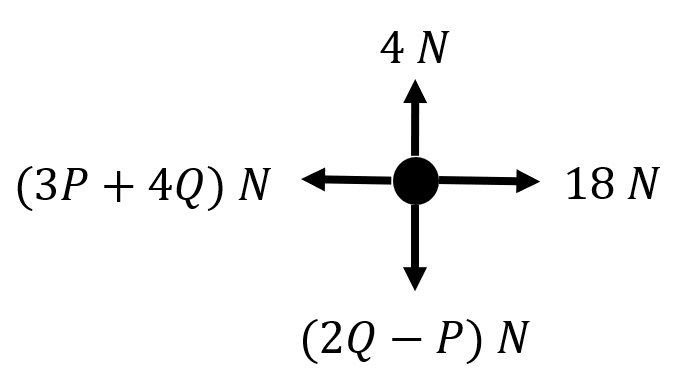 4 N
(3P + 4Q) N
18 N
(2Q − P) N